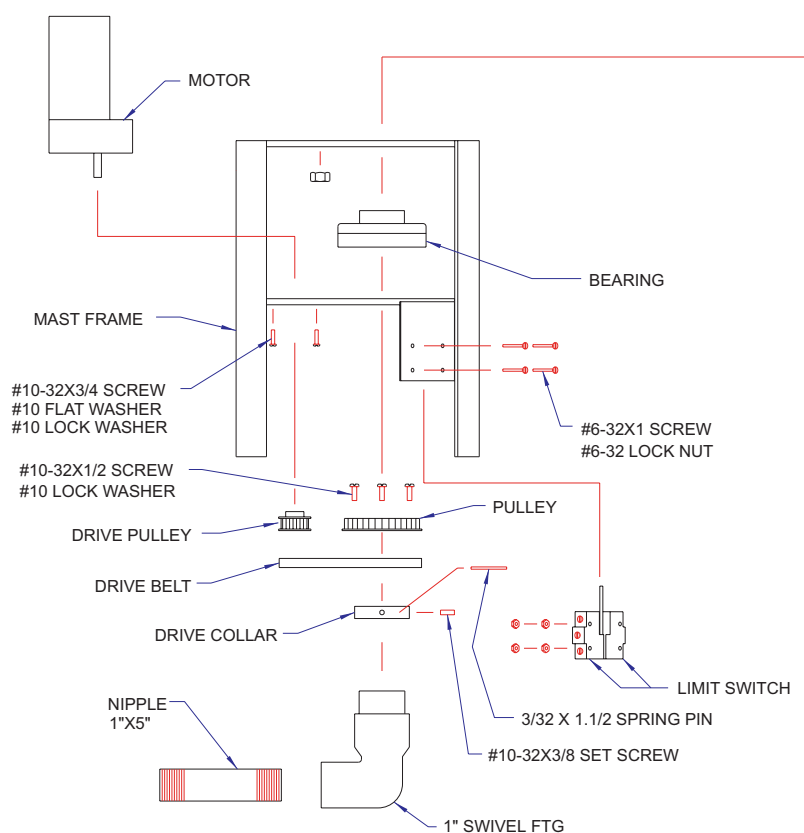 MOTOR
BEARING
MAST FRAME
#10-32X3/4 SCREW
#10 FLAT WASHER
#10 LOCK WASHER
#6-32X1 SCREW
#6-32 LOCK NUT
#10-32X1/2 SCREW
#10 LOCK WASHER
PULLEY
DRIVE PULLEY
DRIVE BELT
DRIVE COLLAR
LIMIT SWITCH
NIPPLE
1"X5"
3/32 X 1.1/2 SPRING PIN
#10-32X3/8 SET SCREW
1" SWIVEL FTG